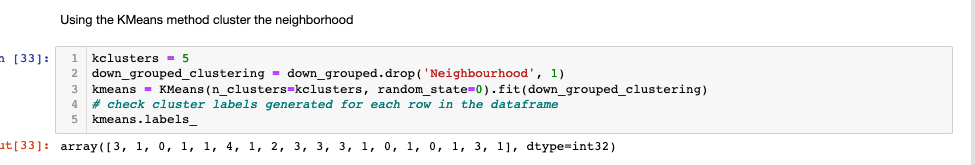 Using the KMeans method cluster the neighborhood
n [33]:
1 kclusters = 5
2 down_grouped_clustering = down_grouped.drop('Neighbourhood', 1)
3 kmeans = KMeans(n_clusters=kclusters, random_state=0).fit(down_grouped_clustering)
4 # check cluster labels generated for each row in the dataframe
5 kmeans.labels_
ut[33]: array([3, 1, 0, 1, 1, 4, 1, 2, 3, 3, 3, 1, 0, 1, 0, 1, 3, 1], dtype=int32)